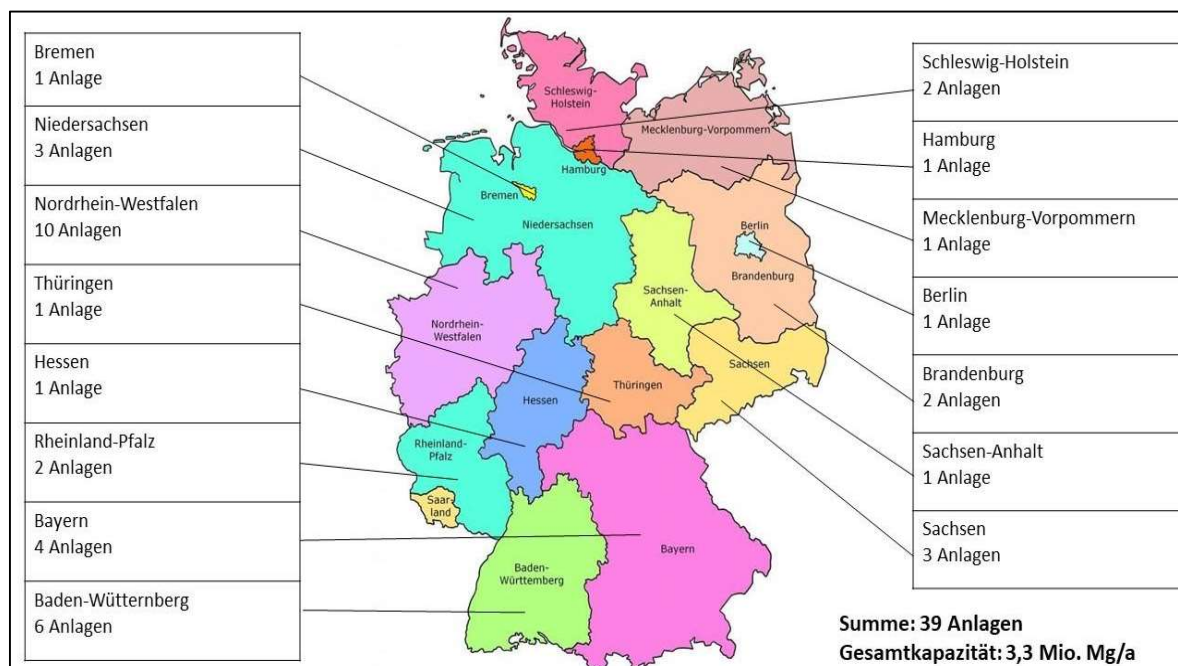 Bremen
1 Anlage
Niedersachsen
3 Anlagen
Nordrhein-Westfalen
10 Anlagen
Thüringen
1 Anlage
Hessen
1 Anlage
Rheinland-Pfalz
2 Anlagen
Bayern
4 Anlagen
Baden-Wütternberg
6 Anlagen
Schleswig-
Holstein
Mecklenburg-Vorpommern
Hamburg
Bremen
Niedersachsen
Berlin
Brandenburg
Sachsen-
Anhalt
Nordrhein-
Westfalen
Sachsen
Thüringen
Hessen
Rheinland-
Pfalz
Saar-
land
Bayern
Baden-
Württemberg
Schleswig-Holstein
2 Anlagen
Hamburg
1 Anlage
Mecklenburg-Vorpommern
1 Anlage
Berlin
1 Anlage
Brandenburg
2 Anlagen
Sachsen-Anhalt
1 Anlage
Sachsen
3 Anlagen
Summe: 39 Anlagen
Gesamtkapazität: 3,3 Mio. Mg/a